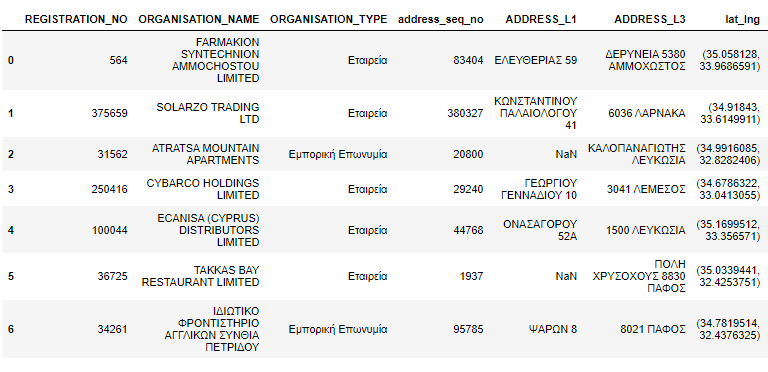 REGISTRATION_NO ORGANISATION_NAME ORGANISATION_TYPE address_seq_no ADDRESS_L1 ADDRESS_L3 lat_lng
0 564 FARMAKION SYNTECHNION AMMOCHOSTOU LIMITED Εταιρεία 83404 ΕΛΕΥΘΕΡΙΑΣ 59 ΔΕΡΥΝΕΙΑ 5380 ΑΜΜΟΧΩΣΤΟΣ (35.058128, 33.9686591)
1 375659 SOLARZO TRADING LTD Εταιρεία 380327 ΚΩΝΣΤΑΝΤΙΝΟΥ ΠΑΛΑΙΟΛΟΓΟΥ 41 6036 ΛΑΡΝΑΚΑ (34.91843, 33.6149911)
2 31562 ATRATSA MOUNTAIN APARTMENTS Εμπορική Επωνυμία 20800 NaN ΚΑΛΟΠΑΝΑΓΙΩΤΗΣ ΛΕΥΚΩΣΙΑ (34.9916085, 32.8282406)
3 250416 CYBARCO HOLDINGS LIMITED Εταιρεία 29240 ΓΕΩΡΓΙΟΥ ΓΕΝΝΑΔΙΟΥ 10 3041 ΛΕΜΕΣΟΣ (34.6786322, 33.0413055)
4 100044 ECANISA (CYPRUS) DISTRIBUTORS LIMITED Εταιρεία 44768 ΟΝΑΣΑΓΟΡΟΥ 52Α 1500 ΛΕΥΚΩΣΙΑ (35.1699512, 33.356571)
5 36725 TAKKAS BAY RESTAURANT LIMITED Εταιρεία 1937 NaN ΠΟΛΗ ΧΡΥΣΟΧΟΥΣ 8830 ΠΑΦΟΣ (35.0339441, 32.4253751)
6 34261 ΙΔΙΩΤΙΚΟ ΦΡΟΝΤΙΣΤΗΡΙΟ ΑΓΓΛΙΚΩΝ ΣΥΝΘΙΑ ΠΕΤΡΙΔΟΥ Εμπορική Επωνυμία 95785 ΨΑΡΩΝ 8 8021 ΠΑΦΟΣ (34.7819514, 32.4376325)